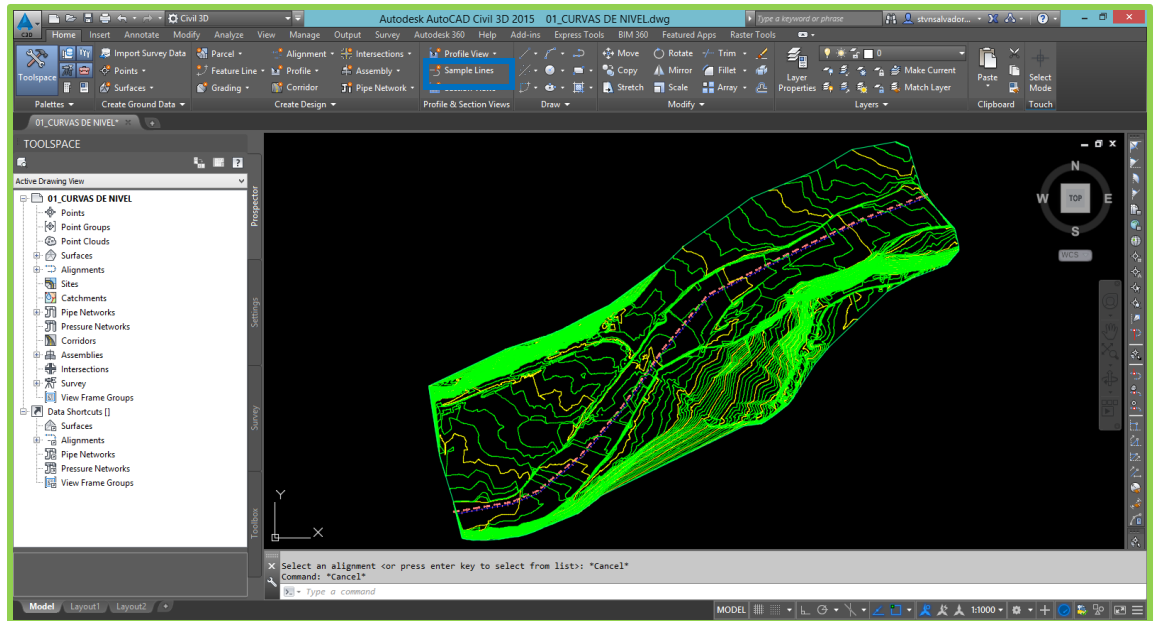 Civil 3D
Autodesk AutoCAD Civil 3D 2015 01_CURVAS DE NIVEL.dwg
Type a keyword or phrase
stvnsalvador...
C3D
Home Insert Annotate Modify Analyze View Manage Output Survey Autodesk 360 Help Add-ins Express Tools BIM 360 Featured Apps Raster Tools
Toolspace
Import Survey Data
Points
Surfaces
Parcel
Feature Line
Grading
Alignment
Profile
Corridor
Intersections
Assembly
Pipe Network
Profile View
Sample Lines
Move
Copy
Stretch
Rotate
Mirror
Scale
Trim
Fillet
Array
Layer
Properties
0
Make Current
Match Layer
Paste
Select
Mode
Palettes
Create Ground Data
Create Design
Profile & Section Views
Draw
Modify
Layers
Clipboard
Touch
01_CURVAS DE NIVEL*
TOOLSPACE
Active Drawing View
01_CURVAS DE NIVEL
Points
Point Groups
Point Clouds
Surfaces
Alignments
Sites
Catchments
Pipe Networks
Pressure Networks
Corridors
Assemblies
Intersections
Survey
View Frame Groups
Data Shortcuts []
Surfaces
Alignments
Pipe Networks
Pressure Networks
View Frame Groups
Prospector
Settings
Survey
Toolbox
N
W
TOP
E
S
WCS
Y
X
Select an alignment <or press enter key to select from list>: *Cancel*
Command: *Cancel*
Type a command
Model Layout1 Layout2
MODEL
1:1000